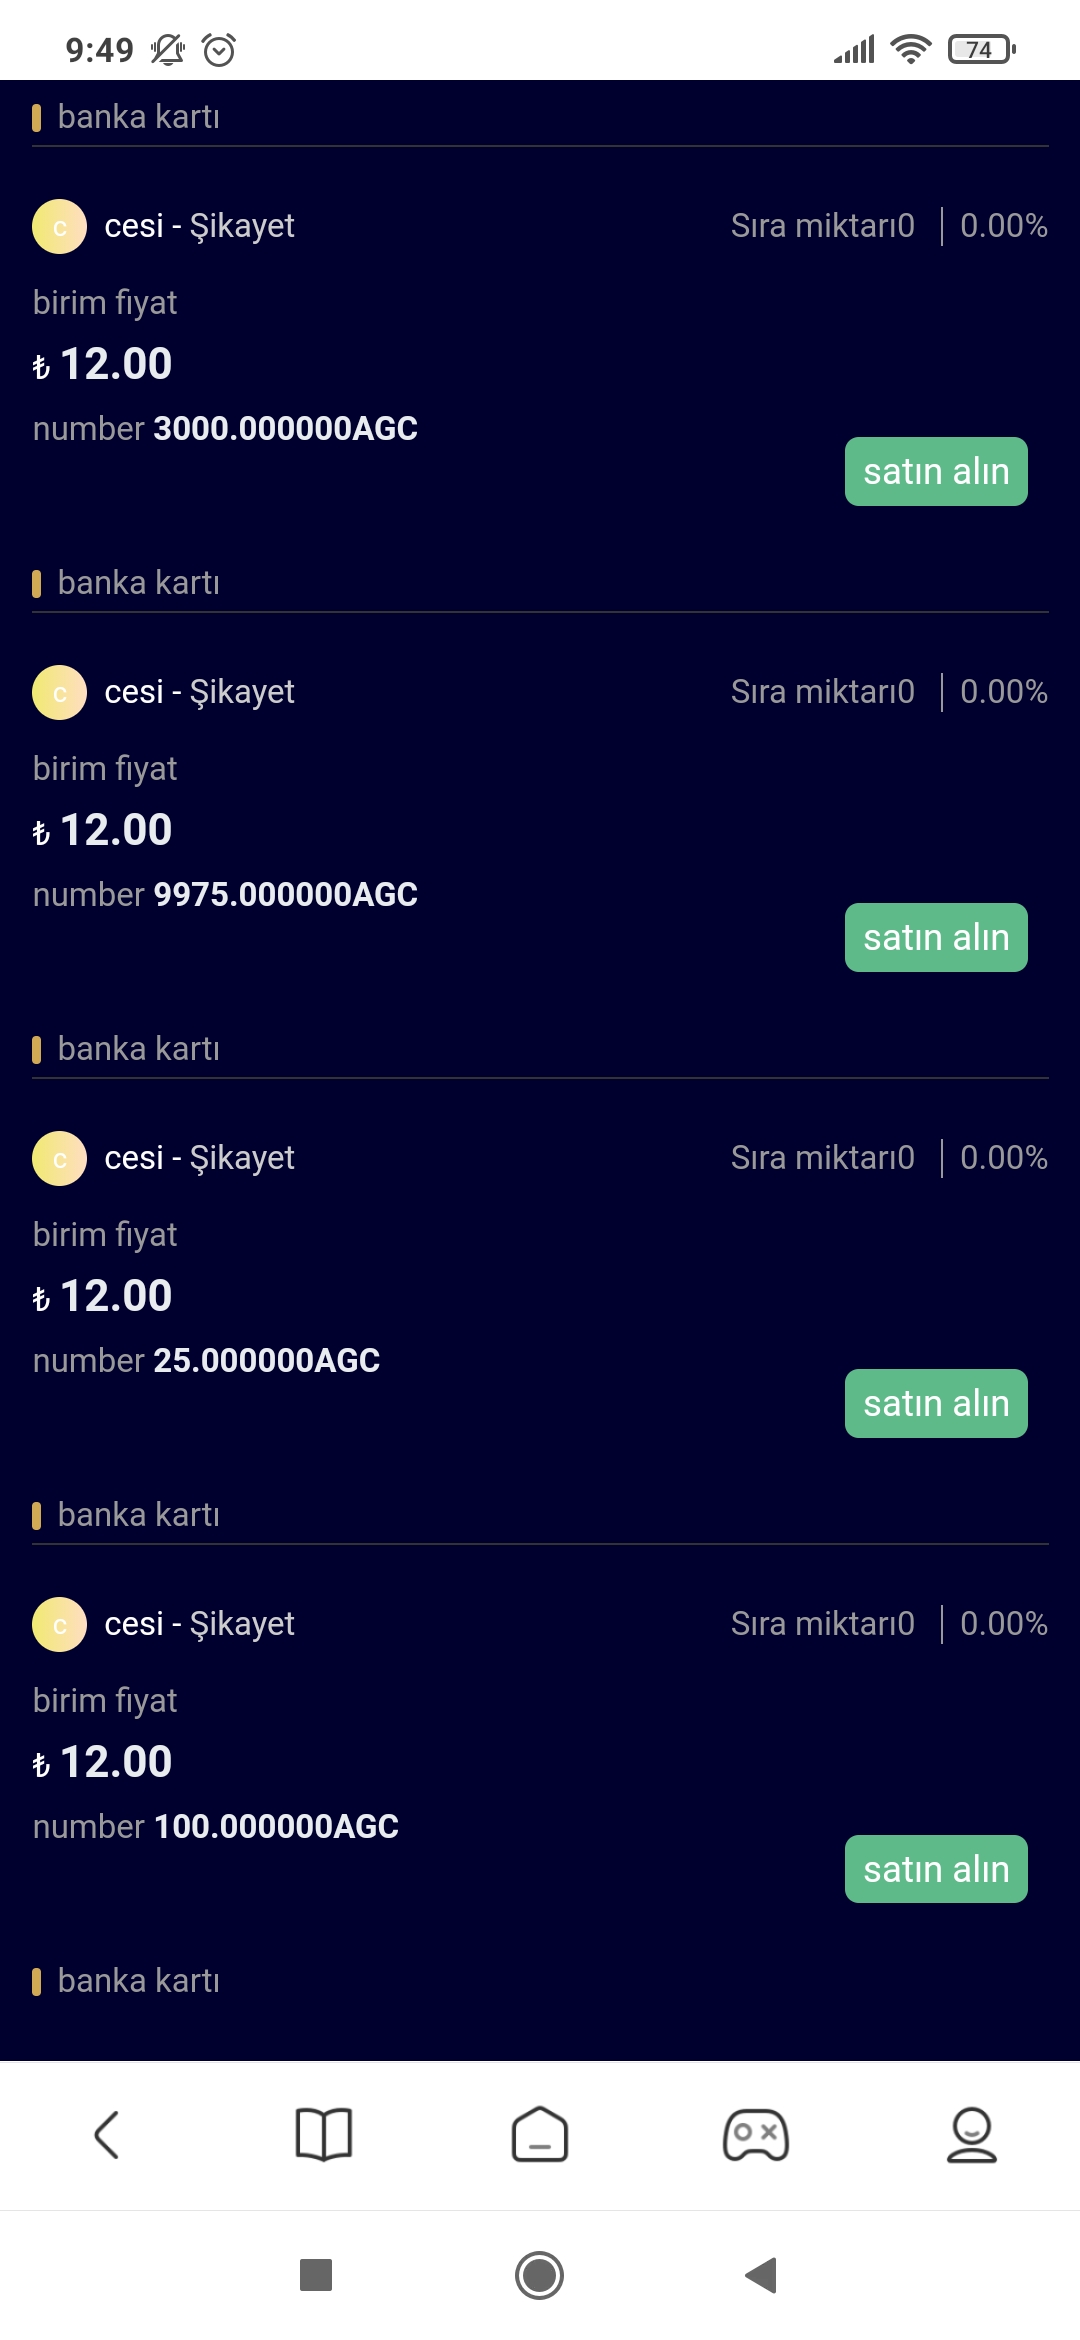 9:49 74
banka kartı
c cesi - Şikayet Sıra miktarı0 0.00%
birim fiyat
₺ 12.00
number 3000.000000AGC
satın alın
banka kartı
c cesi - Şikayet Sıra miktarı0 0.00%
birim fiyat
₺ 12.00
number 9975.000000AGC
satın alın
banka kartı
c cesi - Şikayet Sıra miktarı0 0.00%
birim fiyat
₺ 12.00
number 25.000000AGC
satın alın
banka kartı
c cesi - Şikayet Sıra miktarı0 0.00%
birim fiyat
₺ 12.00
number 100.000000AGC
satın alın
banka kartı